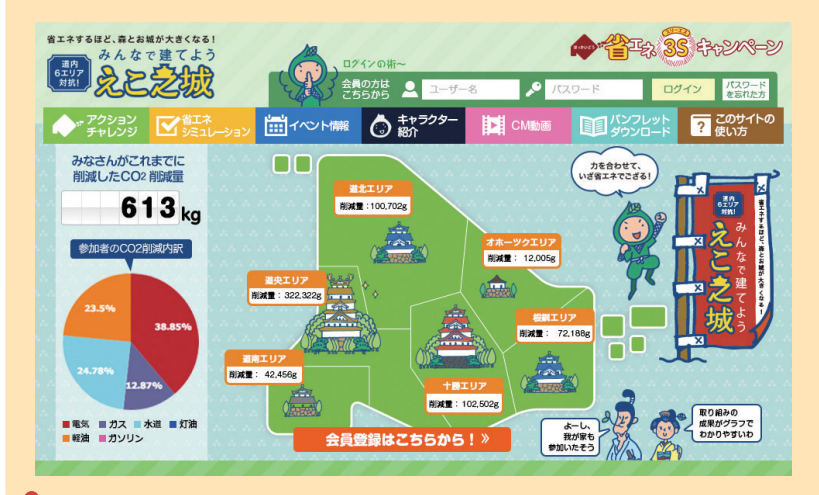 省エネするほど、森とお城が大きくなる!
道内
6エリア
対抗!
みんなで建てよう
えこ之城
ログインの術〜
会員の方は
こちらから
ユーザー名
パスワード
ログイン
パスワード
を忘れた方
ほっかいどう
省エネ3Sキャンペーン
アクション
チャレンジ
省エネ
シミュレーション
イベント情報
キャラクター
紹介
CM動画
パンフレット
ダウンロード
このサイトの
使い方
みなさんがこれまでに
削減したCO2 削減量
613 kg
参加者のCO2削減内訳
23.5%
38.85%
24.78%
12.87%
電気 ガス 水道 灯油
軽油 ガソリン
道北エリア
削減量:100,702g
オホーツクエリア
削減量: 12,005g
道央エリア
削減量: 322,322g
根釧エリア
削減量: 72,188g
道南エリア
削減量: 42,456g
十勝エリア
削減量: 102,502g
会員登録はこちらから!》
力を合わせて、
いざ省エネでござる!
道内
6エリア
対抗!
省エネするほど、森とお城が大きくなる!
みんなで建てよう
えこ之城
よーし、
我が家も
参加いたそう
取り組みの
成果がグラフで
わかりやすいわ